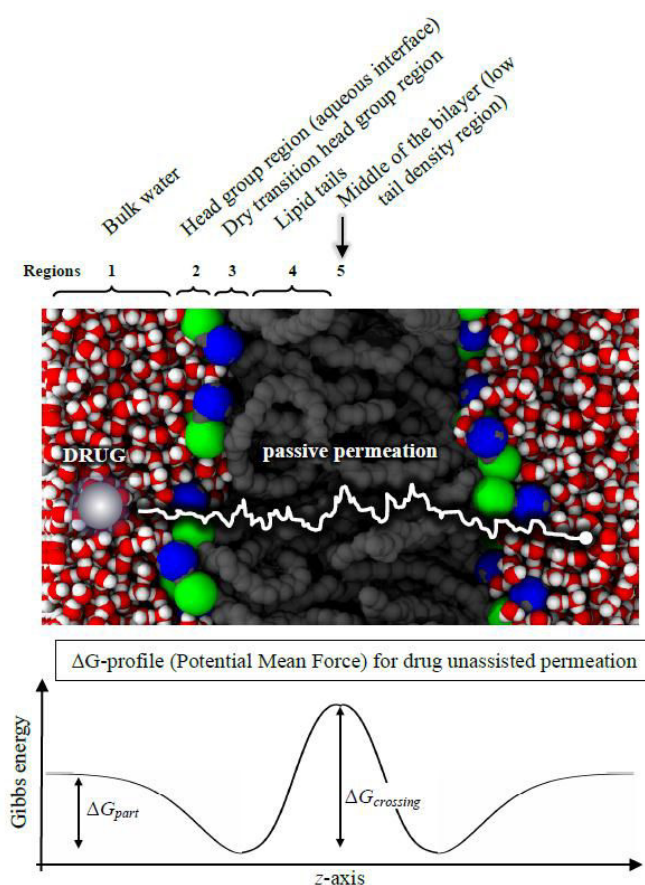 Bulk water
Head group region (aqueous interface)
Dry transition head group region
Lipid tails
Middle of the bilayer (low
tail density region)
Regions 1 2 3 4 5
DRUG
passive permeation
ΔG-profile (Potential Mean Force) for drug unassisted permeation
Gibbs energy
ΔGpart
ΔGcrossing
z-axis